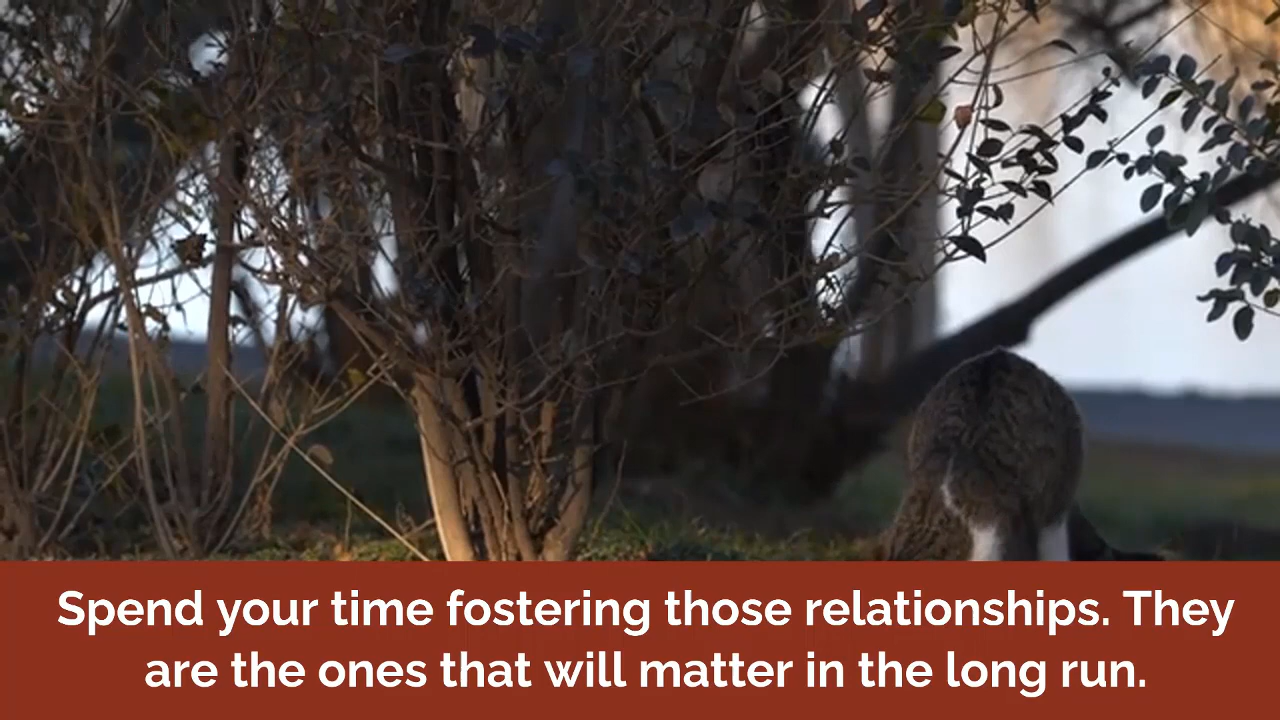 Spend your time fostering those relationships. They
are the ones that will matter in the long run.